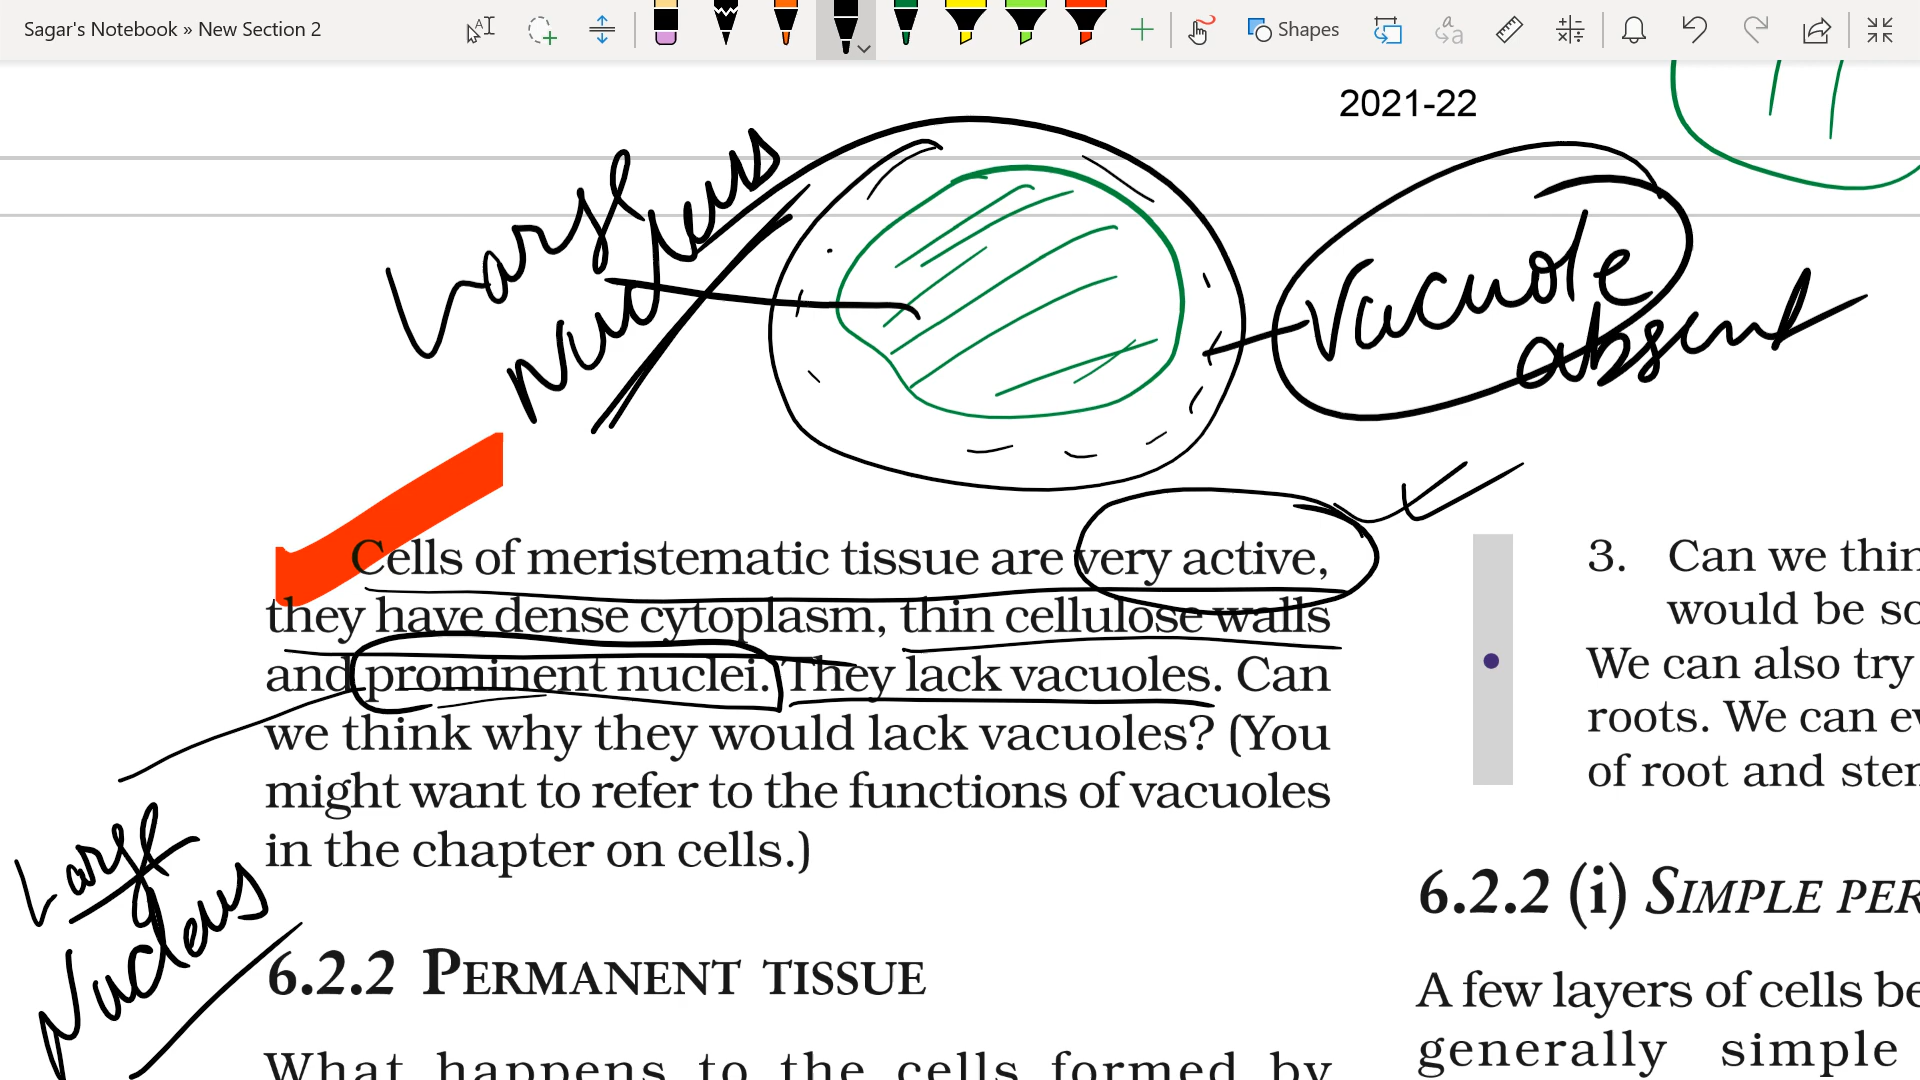 Sagar's Notebook » New Section 2
Shapes
2021-22
Large
Nucleus
Vacuole
absent
Cells of meristematic tissue are very active,
they have dense cytoplasm, thin cellulose walls
and prominent nuclei. They lack vacuoles. Can
we think why they would lack vacuoles? (You
might want to refer to the functions of vacuoles
in the chapter on cells.)
Large
Nucleus
6.2.2 PERMANENT TISSUE
What happens to the cells formed by
3. Can we thin
would be so
We can also try
roots. We can ev
of root and sten
6.2.2 (i) SIMPLE PER
A few layers of cells be
generally simple